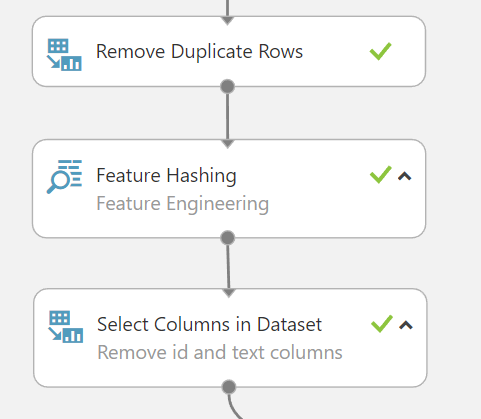 Remove Duplicate Rows
Feature Hashing
Feature Engineering
Select Columns in Dataset
Remove id and text columns